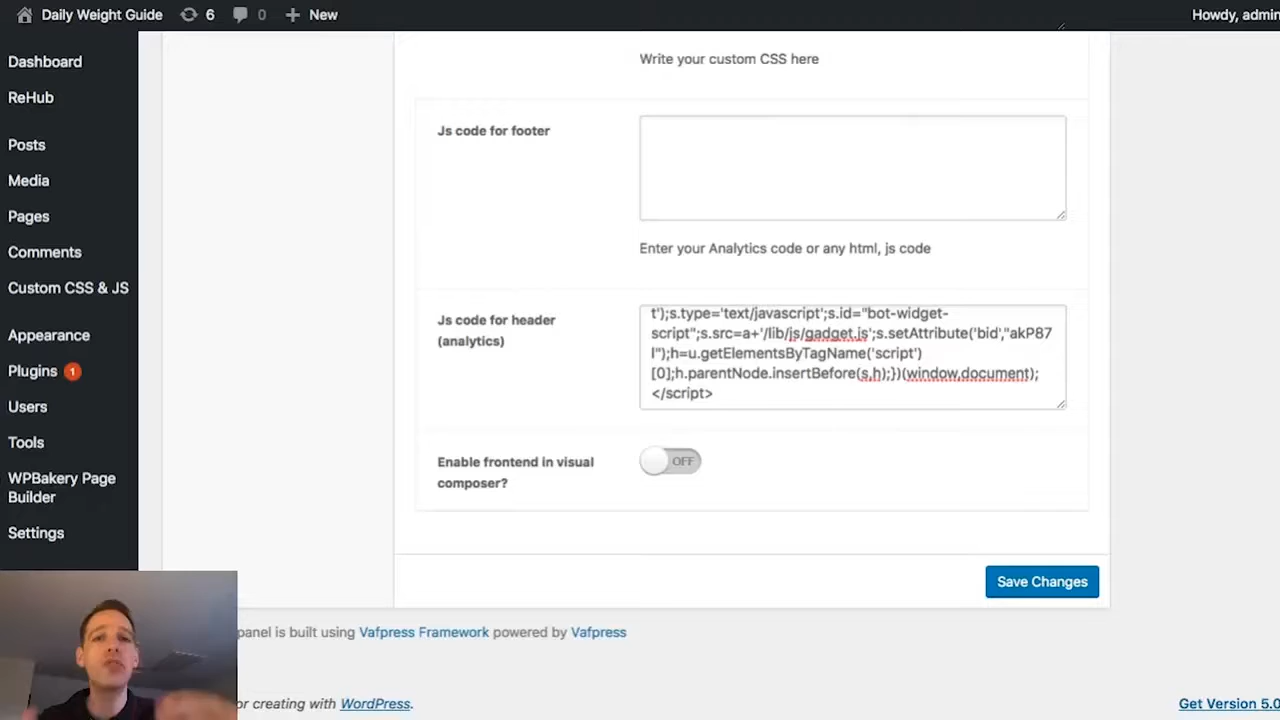 Daily Weight Guide 6 0 New Howdy, admin
Dashboard
ReHub
Posts
Media
Pages
Comments
Custom CSS & JS
Appearance
Plugins 1
Users
Tools
WPBakery Page
Builder
Settings
Write your custom CSS here
Js code for footer
Enter your Analytics code or any html, js code
Js code for header
(analytics)
t');s.type='text/javascript';s.id="bot-widget-
script";s.src=a+'/lib/js/gadget.js';s.setAttribute('bid',"akP87
l");h=u.getElementsByTagName('script')
[0];h.parentNode.insertBefore(s,h);})(window,document);
</script>
Enable frontend in visual
composer?
OFF
Save Changes
panel is built using Vafpress Framework powered by Vafpress
or creating with WordPress.
Get Version 5.0